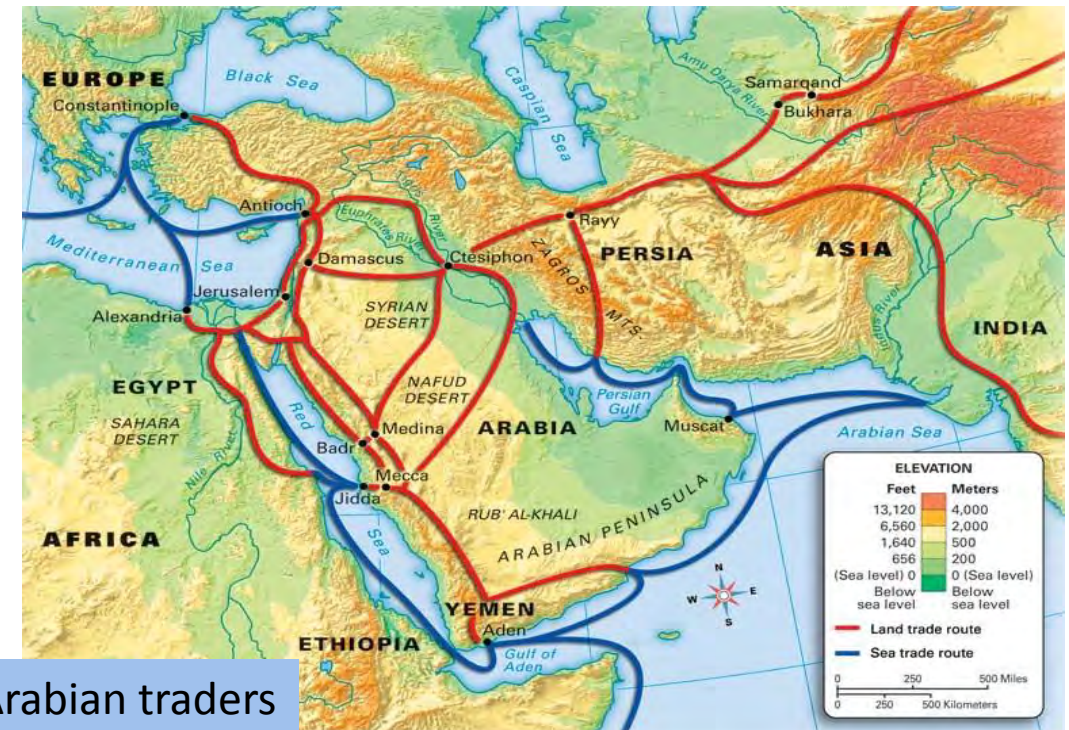 EUROPE
Constantinople
Black Sea
Caspian Sea
Amu Darya River
Samarqand
Bukhara
Antioch
Tigris River
Euphrates River
Rayy
Mediterranean Sea
Damascus
Ctesiphon
ZAGROS MTS.
PERSIA
ASIA
Jerusalem
SYRIAN
DESERT
Alexandria
Indus River
INDIA
EGYPT
NAFUD
DESERT
Persian
Gulf
SAHARA
DESERT
Red Sea
Medina
ARABIA
Muscat
Arabian Sea
Badr
Nile River
Mecca
Jidda
RUB' AL-KHALI
ARABIAN PENINSULA
AFRICA
YEMEN
Aden
ETHIOPIA
Gulf of
Aden
N
W E
S
ELEVATION
Feet Meters
13,120 4,000
6,560 2,000
1,640 500
656 200
(Sea level) 0 0 (Sea level)
Below Below
sea level sea level
Land trade route
Sea trade route
0 250 500 Miles
0 250 500 Kilometers
Arabian traders